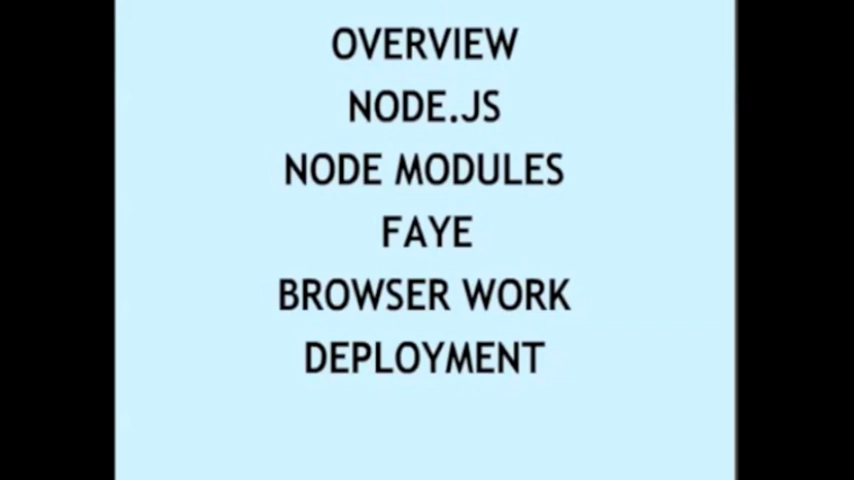 OVERVIEW
NODE.JS
NODE MODULES
FAYE
BROWSER WORK
DEPLOYMENT